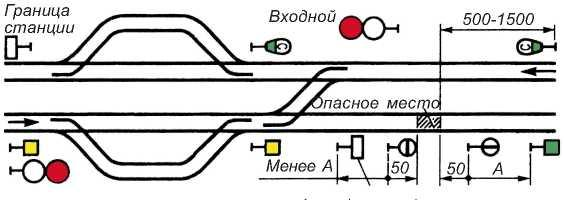 Граница
станции
Входной
500-1500
С
С
Опасное место
Менее А
50
50
А